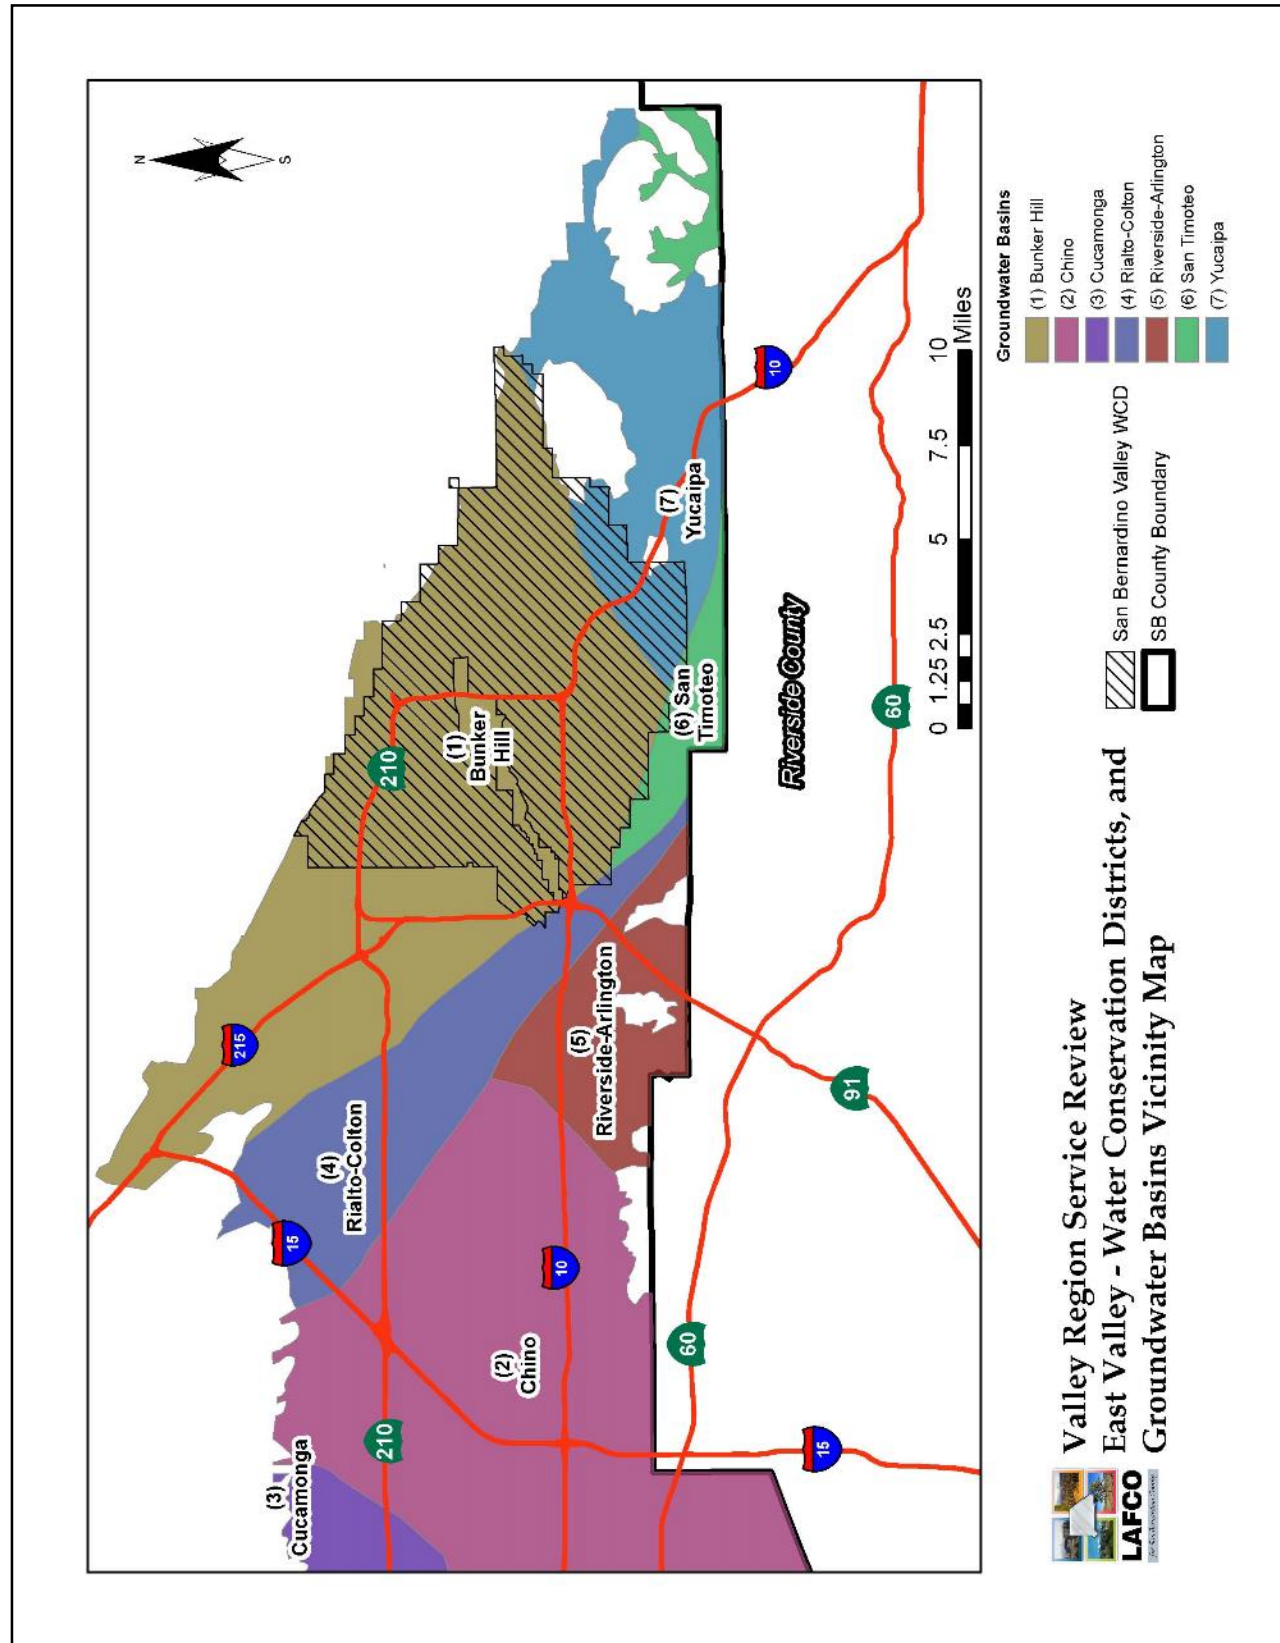 N
S
215
15
210
(3)
Cucamonga
(4)
Rialto-Colton
210
(1)
Bunker
Hill
(2)
Chino
10
(5)
Riverside-Arlington
(6) San
Timoteo
(7)
Yucaipa
10
60
15
91
60
Riverside County
0 1.25 2.5 5 7.5 10
Miles
LAFCO
Valley Region Service Review
East Valley - Water Conservation Districts, and
Groundwater Basins Vicinity Map
San Bernardino Valley WCD
SB County Boundary
Groundwater Basins
(1) Bunker Hill
(2) Chino
(3) Cucamonga
(4) Rialto-Colton
(5) Riverside-Arlington
(6) San Timoteo
(7) Yucaipa